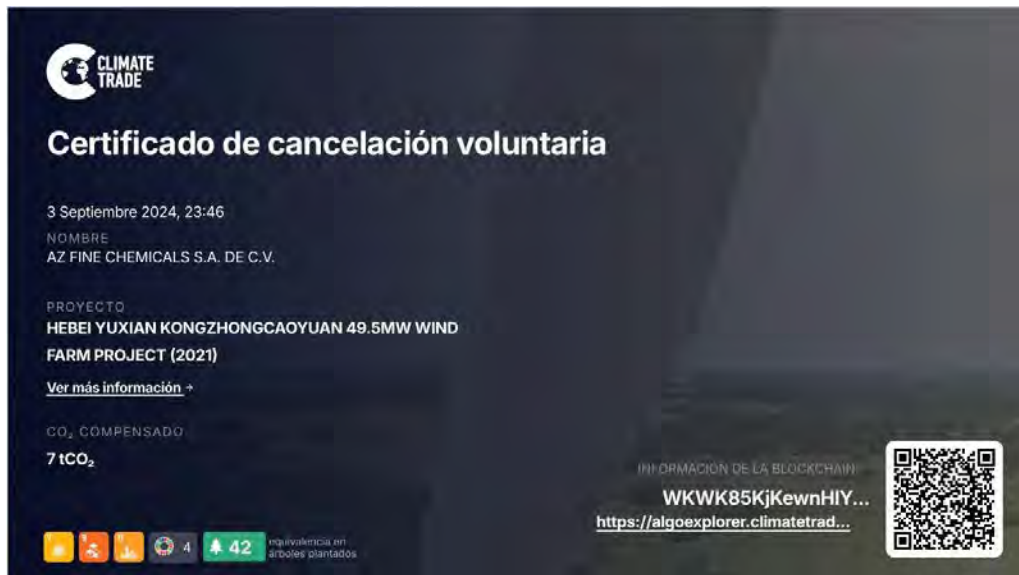 CLIMATE
TRADE
Certificado de cancelación voluntaria
3 Septiembre 2024, 23:46
NOMBRE
AZ FINE CHEMICALS S.A. DE C.V.
PROYECTO
HEBEI YUXIAN KONGZHONGCAOYUAN 49.5MW WIND
FARM PROJECT (2021)
Ver más información →
CO₂ COMPENSADO
7 tCO₂
INFORMACIÓN DE LA BLOCKCHAIN
WKWK85KjKewnHIY...
https://algoexplorer.climatetrad...
4
42
equivalencia en
árboles plantados